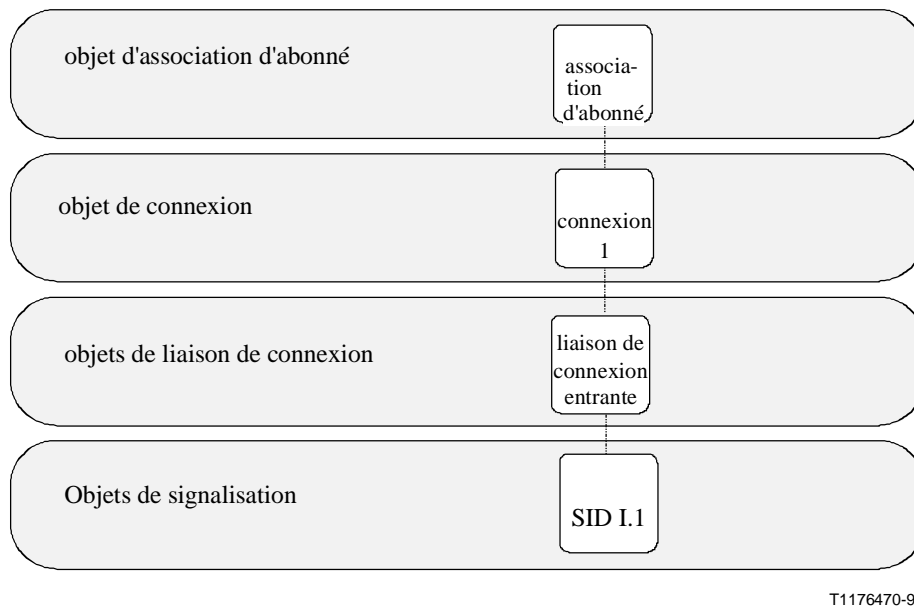 objet d'association d'abonné
associa-
tion
d'abonné
objet de connexion
connexion
1
objets de liaison de connexion
liaison de
connexion
entrante
Objets de signalisation
SID I.1
T1176470-9